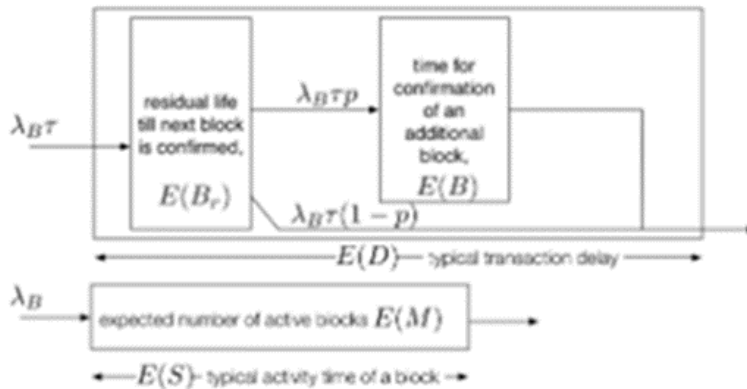 residual life
till next block
is confirmed,
E(B_r)
time for
confirmation
of an
additional
block,
E(B)
λ_Bτ
λ_Bτp
λ_Bτ(1 − p)
E(D) typical transaction delay
λ_B
expected number of active blocks E(M)
E(S) typical activity time of a block